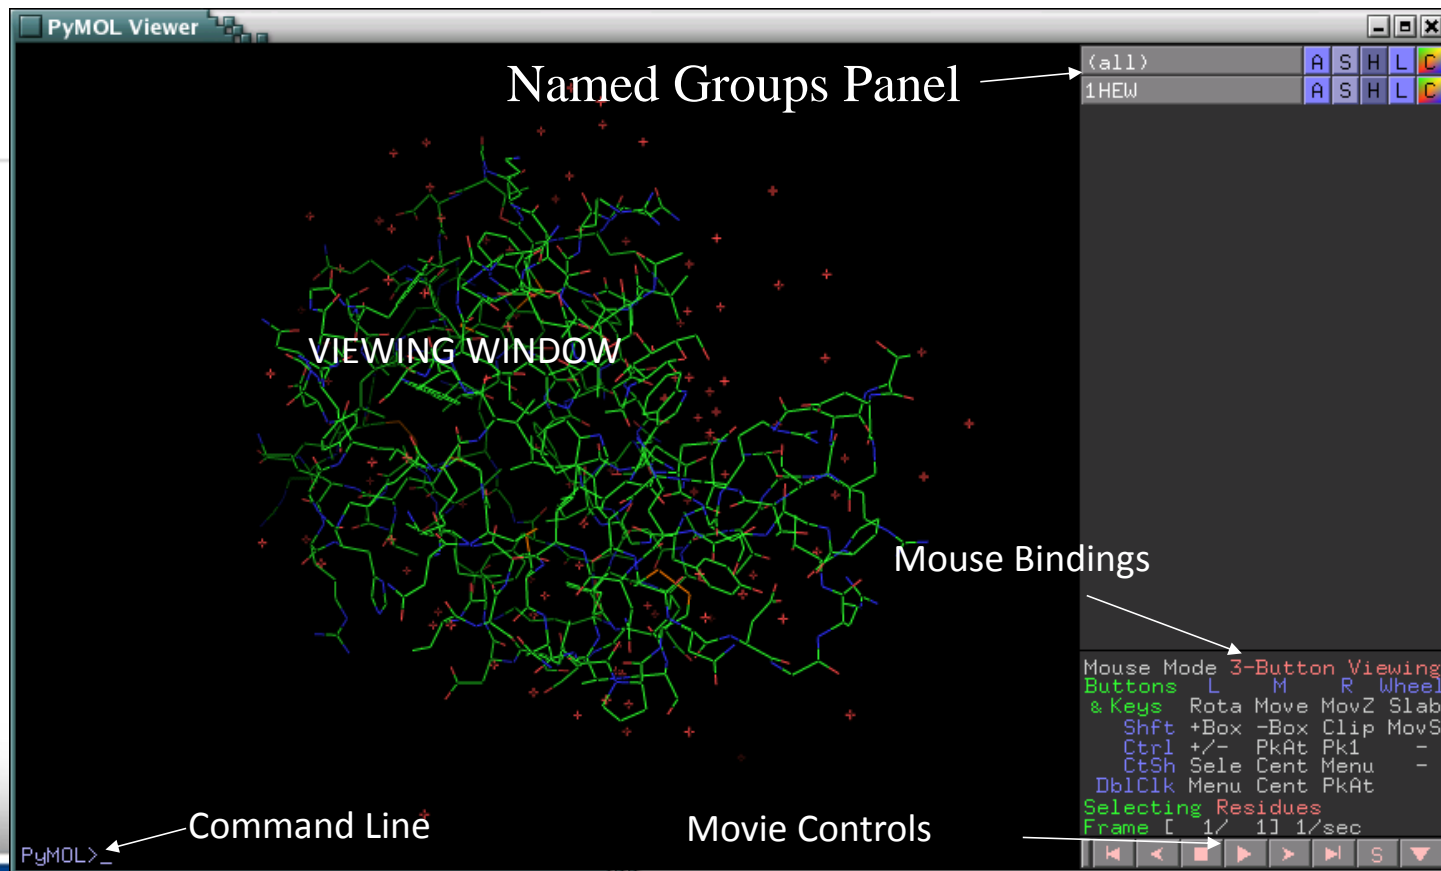 PyMOL Viewer
Named Groups Panel
(all) A S H L C
1HEW A S H L C
VIEWING WINDOW
Mouse Bindings
Mouse Mode 3-Button Viewing
Buttons L M R Wheel
& Keys Rota Move MovZ Slab
Shft +Box -Box Clip MovS
Ctrl +/- PkAt Pk1 -
CtSh Sele Cent Menu -
DblClk Menu Cent PkAt
Selecting Residues
Frame [ 1/ 1] 1/sec
Command Line
Movie Controls
PyMOL>_
S